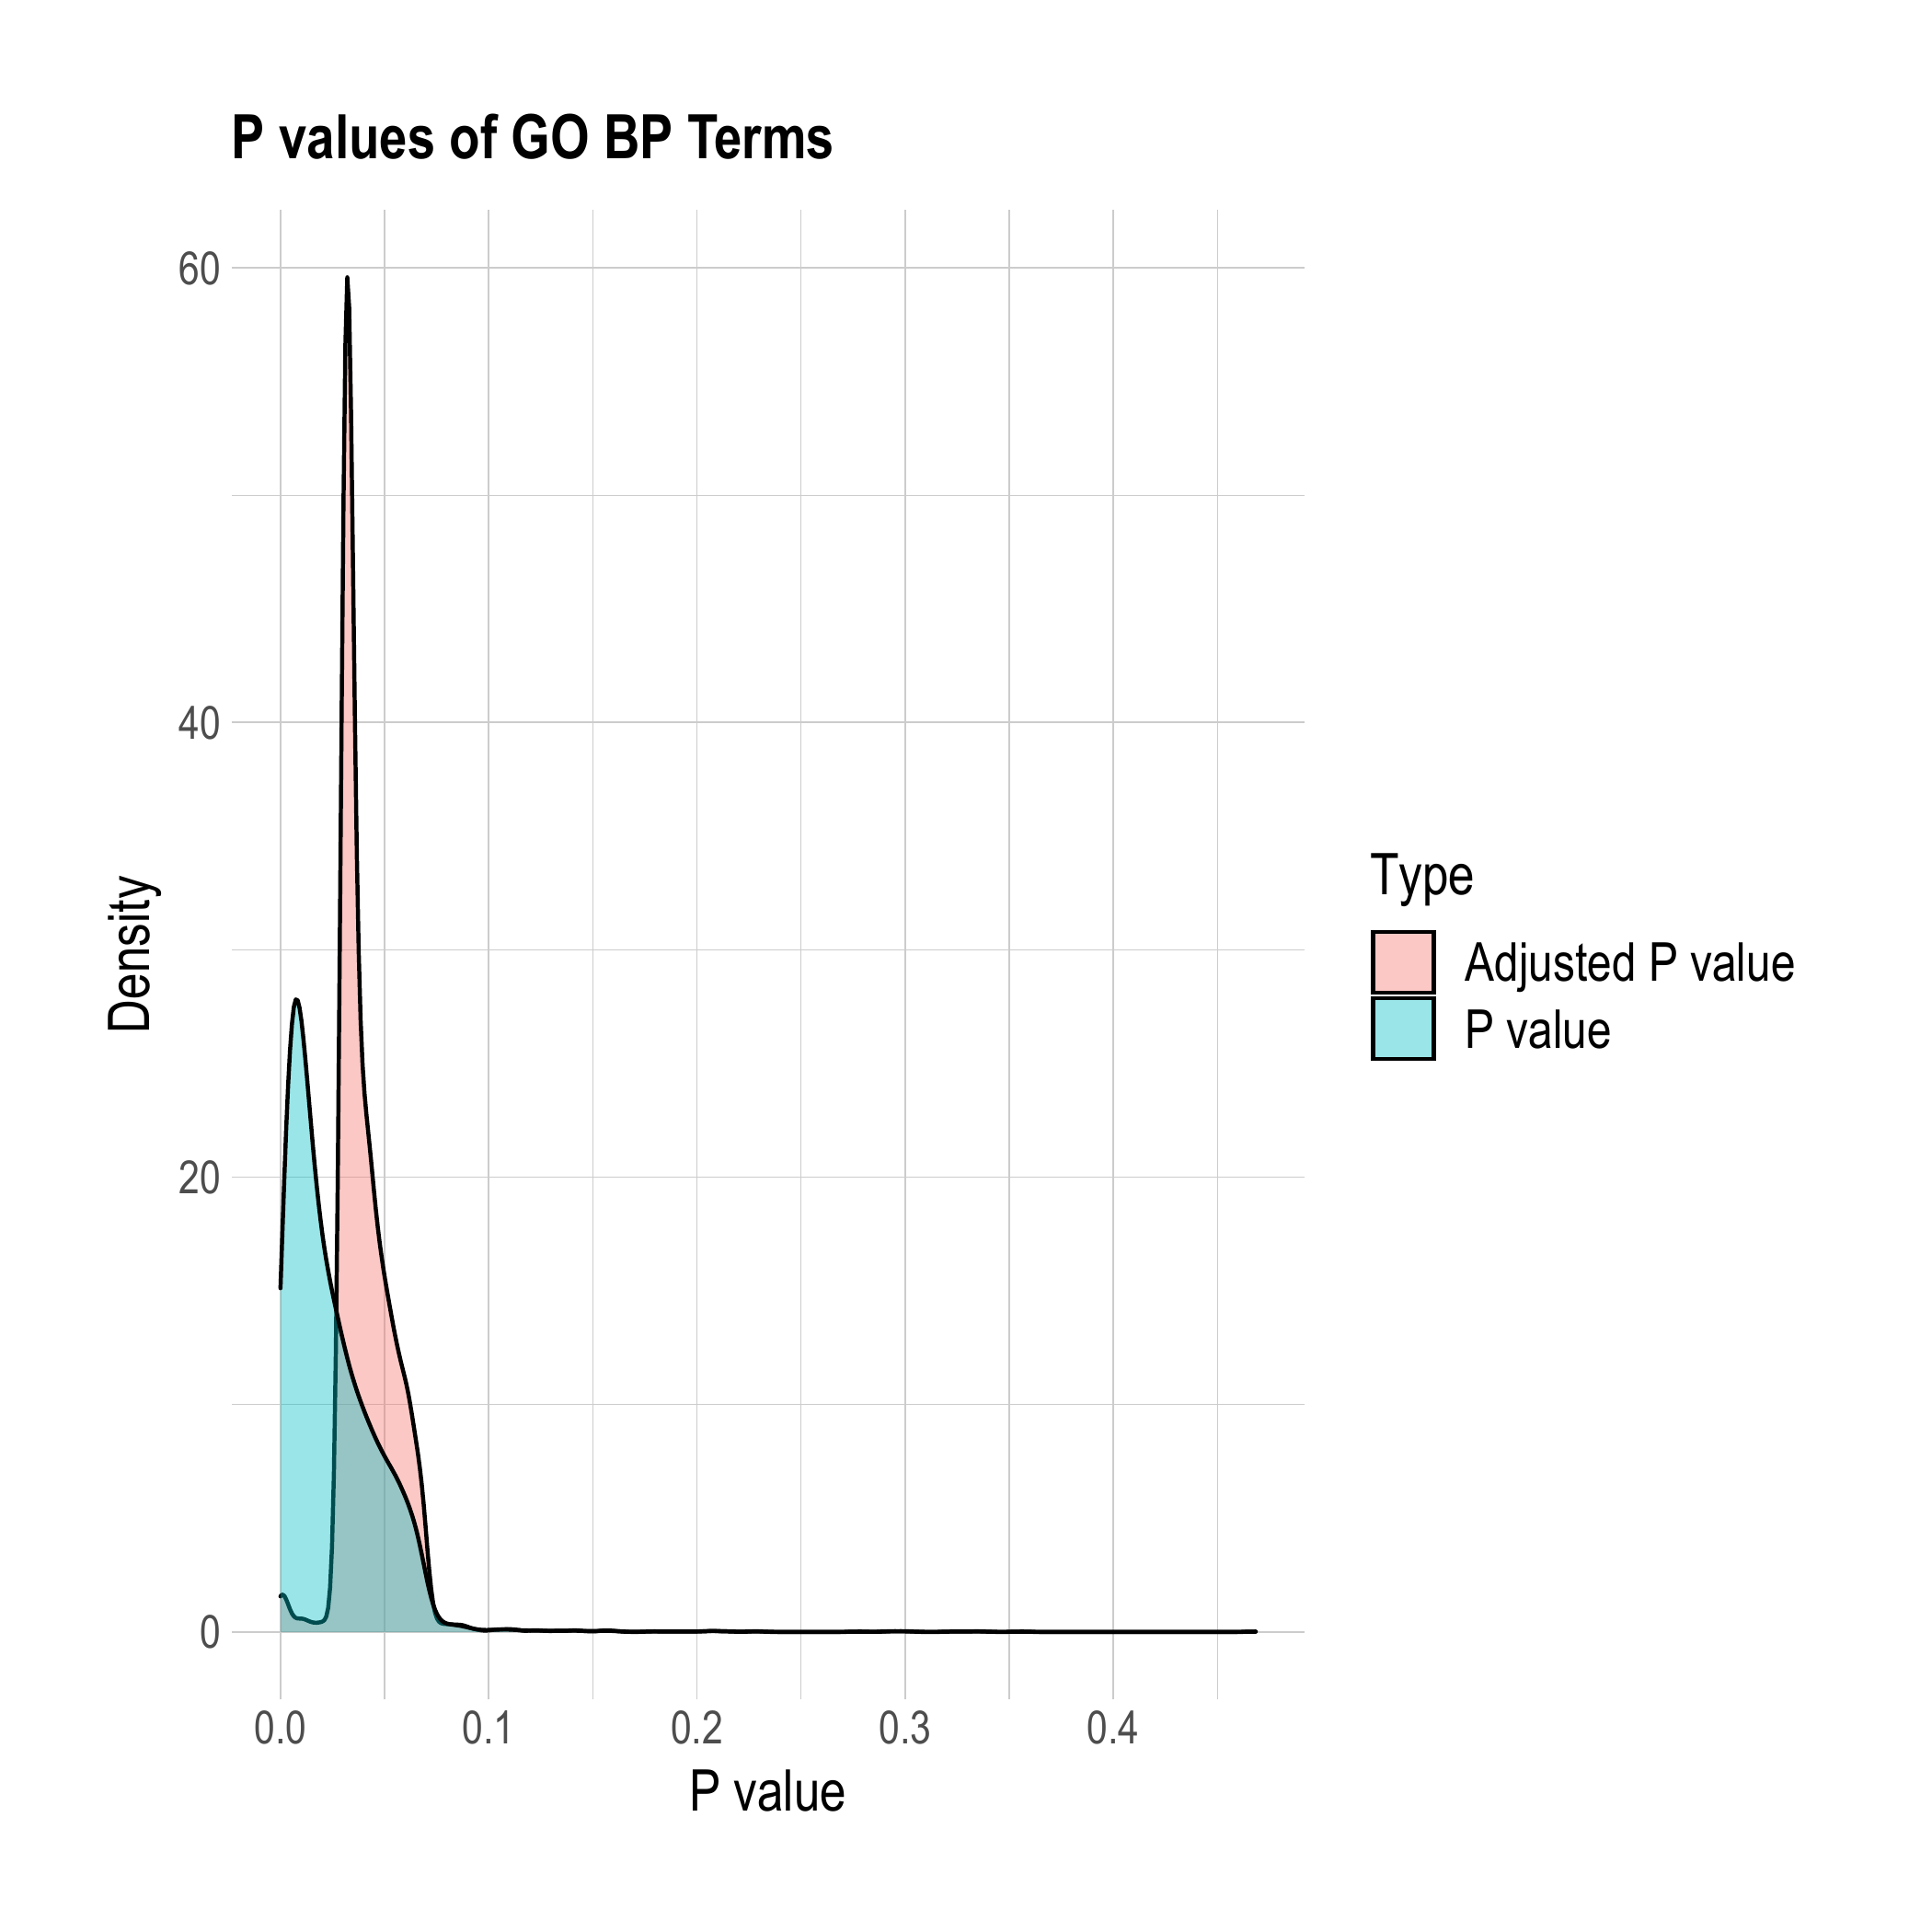 P values of GO BP Terms
60
40
20
0
Density
0.0 0.1 0.2 0.3 0.4
P value
Type
Adjusted P value
P value